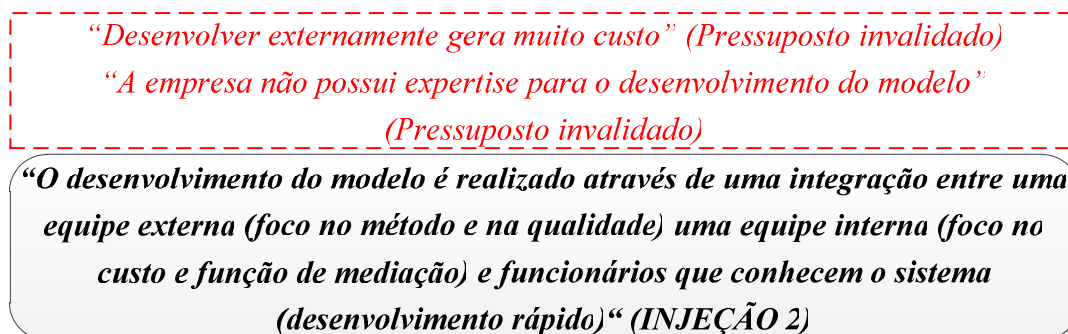 “Desenvolver externamente gera muito custo” (Pressuposto invalidado)
“A empresa não possui expertise para o desenvolvimento do modelo”
(Pressuposto invalidado)
“O desenvolvimento do modelo é realizado através de uma integração entre uma
equipe externa (foco no método e na qualidade) uma equipe interna (foco no
custo e função de mediação) e funcionários que conhecem o sistema
(desenvolvimento rápido)“ (INJEÇÃO 2)